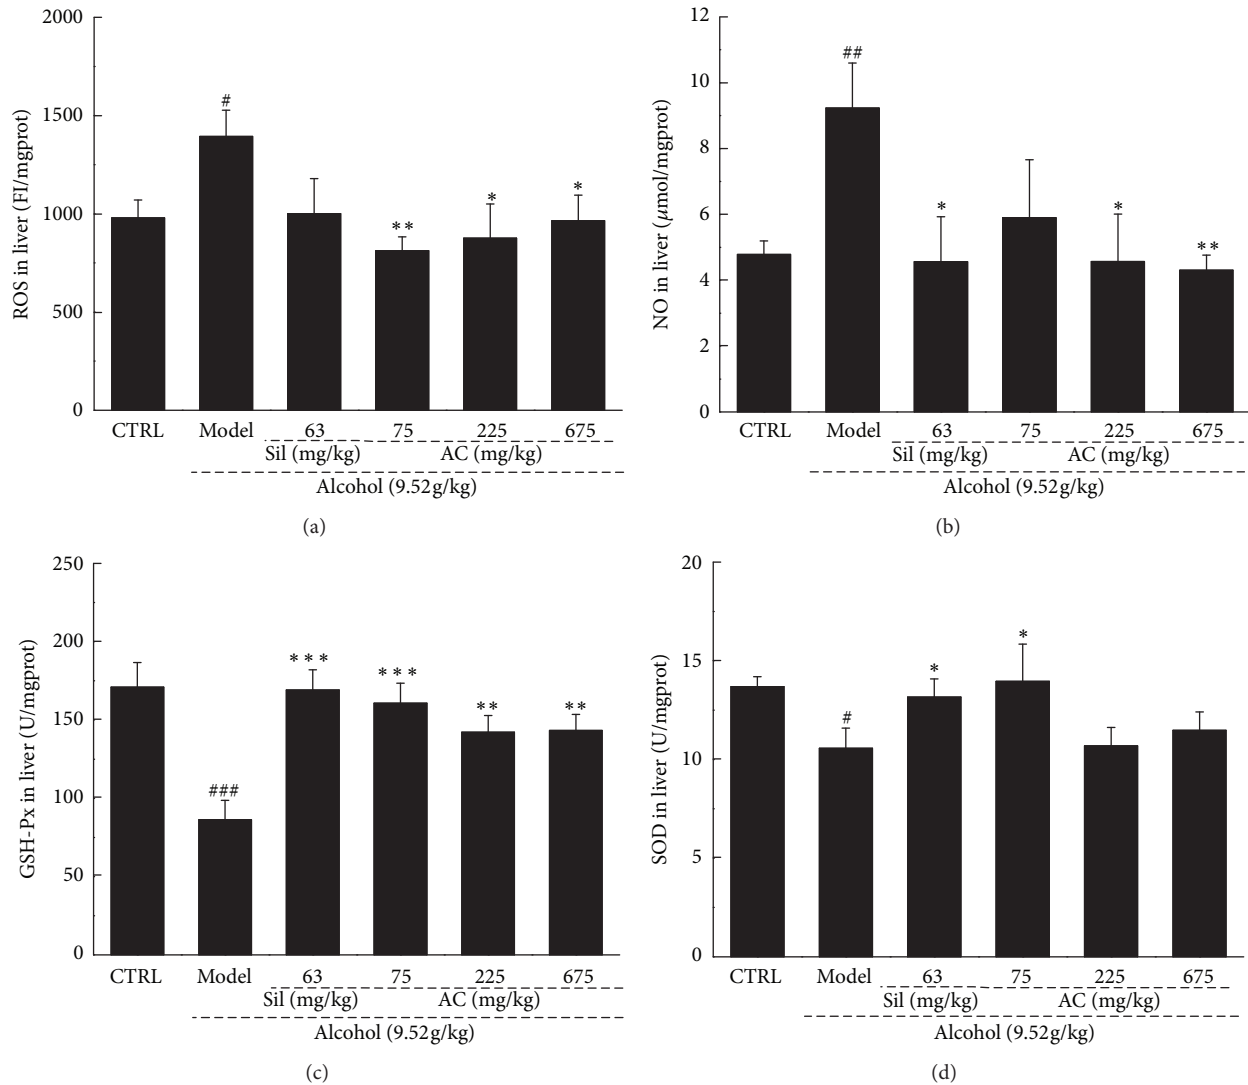 2000
1500
1000
500
0
ROS in liver (FI/mgprot)
#
**
*
*
CTRL Model 63 75 225 675
Sil (mg/kg) AC (mg/kg)
Alcohol (9.52g/kg)
(a)
12
10
8
6
4
2
0
NO in liver (μmol/mgprot)
##
*
*
**
CTRL Model 63 75 225 675
Sil (mg/kg) AC (mg/kg)
Alcohol (9.52g/kg)
(b)
250
200
150
100
50
0
GSH-Px in liver (U/mgprot)
###
***
***
**
**
CTRL Model 63 75 225 675
Sil (mg/kg) AC (mg/kg)
Alcohol (9.52g/kg)
(c)
20
15
10
5
0
SOD in liver (U/mgprot)
#
*
*
CTRL Model 63 75 225 675
Sil (mg/kg) AC (mg/kg)
Alcohol (9.52g/kg)
(d)